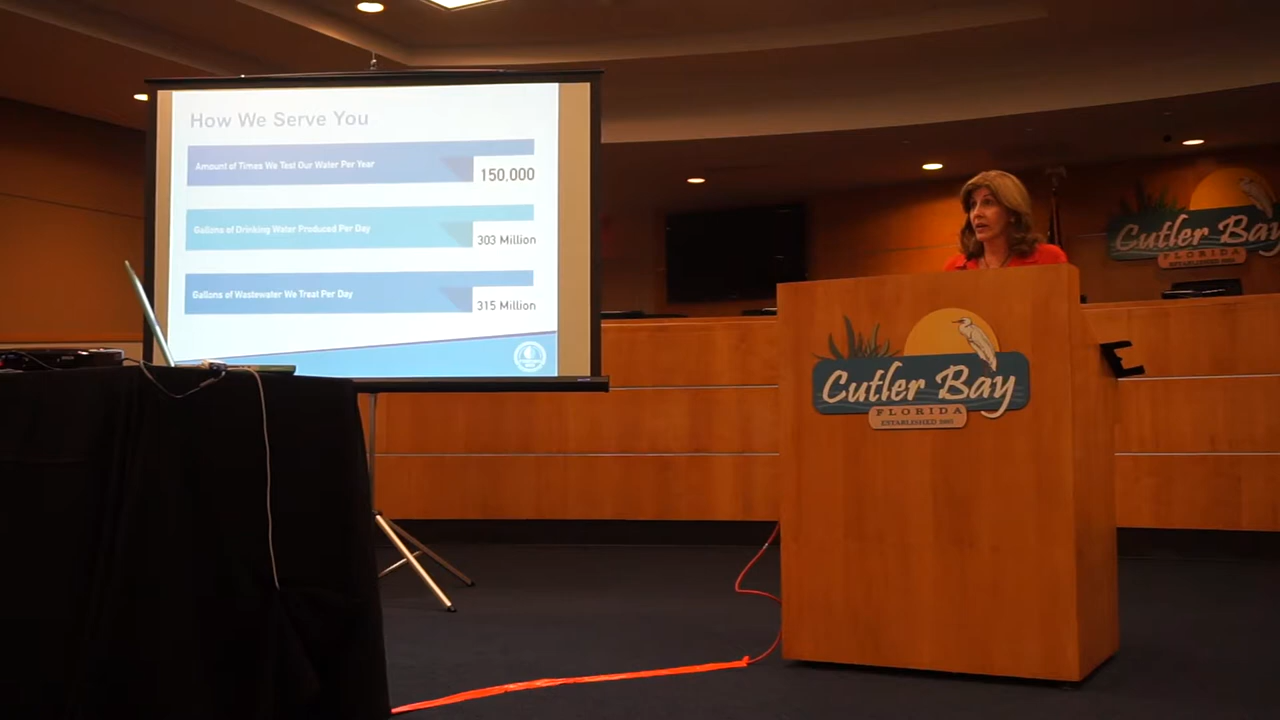 How We Serve You
Amount of Times We Test Our Water Per Year
150,000
Gallons of Drinking Water Produced Per Day
303 Million
Gallons of Wastewater We Treat Per Day
315 Million
Cutler Bay
FLORIDA
Cutler Bay
FLORIDA
ESTABLISHED 2005